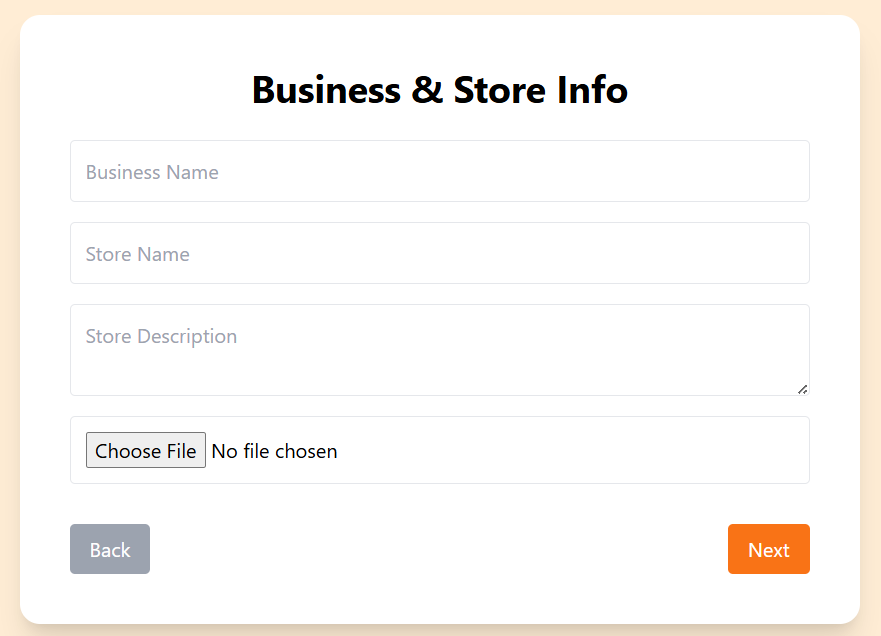 Business & Store Info
Business Name
Store Name
Store Description
Choose File No file chosen
Back Next